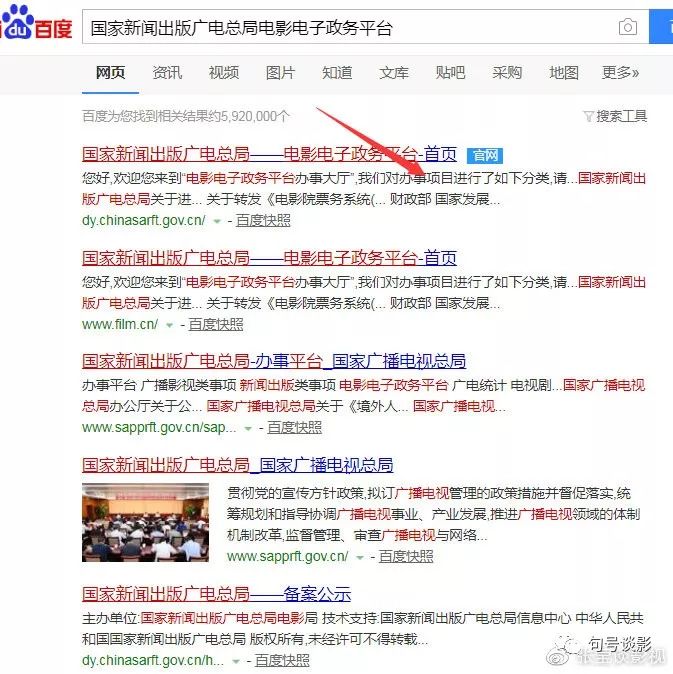 du百度
国家新闻出版广电总局电影电子政务平台
网页 资讯 视频 图片 知道 文库 贴吧 采购 地图 更多»
百度为您找到相关结果约5,920,000个 搜索工具
国家新闻出版广电总局——电影电子政务平台-首页 官网
您好,欢迎您来到“电影电子政务平台办事大厅”,我们对办事项目进行了如下分类,请...国家新闻出
版广电总局关于进... 关于转发《电影院票务系统(... 财政部 国家发展...
dy.chinasarft.gov.cn/ - 百度快照
国家新闻出版广电总局——电影电子政务平台-首页
您好,欢迎您来到“电影电子政务平台办事大厅”,我们对办事项目进行了如下分类,请...国家新闻出
版广电总局关于进... 关于转发《电影院票务系统(... 财政部 国家发展...
www.film.cn/ - 百度快照
国家新闻出版广电总局-办事平台_国家广播电视总局
办事平台 广播影视类事项 新闻出版类事项 电影电子政务平台 广电统计 电视剧...国家广播电视
总局办公厅关于公... 国家广播电视总局关于《境外人... 国家广播电视...
www.sapprft.gov.cn/sap... - 百度快照
国家新闻出版广电总局_国家广播电视总局
贯彻党的宣传方针政策,拟订广播电视管理的政策措施并督促落实,统
筹规划和指导协调广播电视事业、产业发展,推进广播电视领域的体制
机制改革,监督管理、审查广播电视与网络...
www.sapprft.gov.cn/ - 百度快照
国家新闻出版广电总局——备案公示
主办单位:国家新闻出版广电总局电影局 技术支持:国家新闻出版广电总局信息中心 中华人民共
和国国家新闻出版广电总局 版权所有,未经许可不得转载...
dy.chinasarft.gov.cn/h... - 百度快照
句号谈影